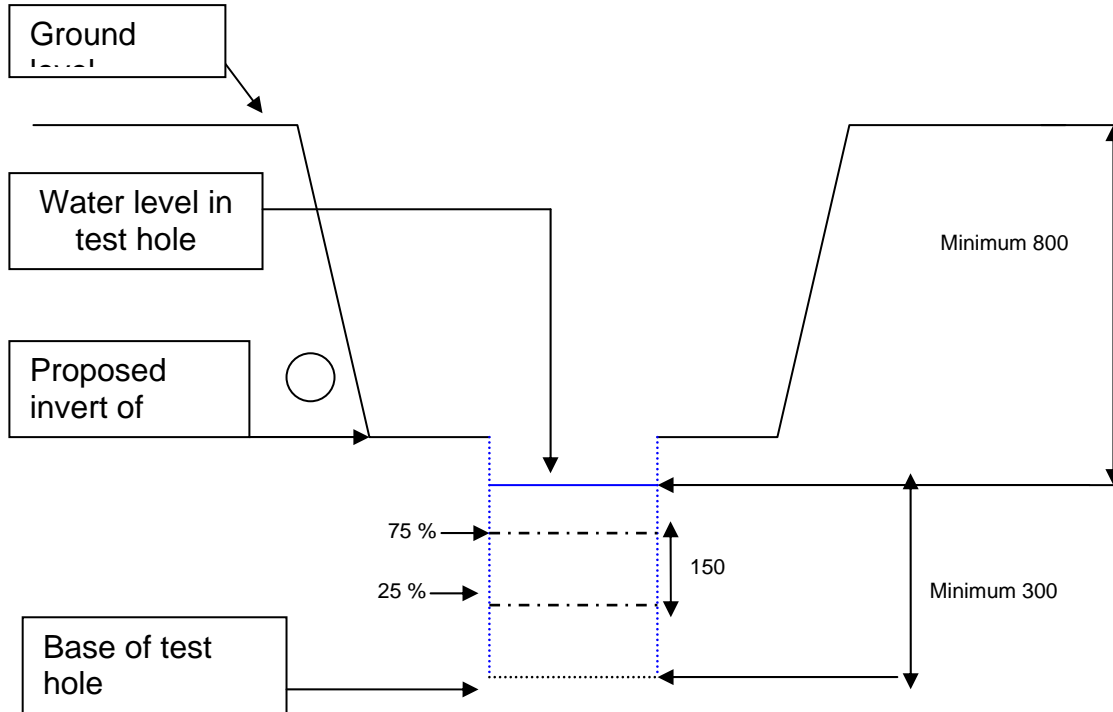 Ground
Water level in
test hole
Minimum 800
Proposed
invert of
75 %
25 %
150
Minimum 300
Base of test
hole